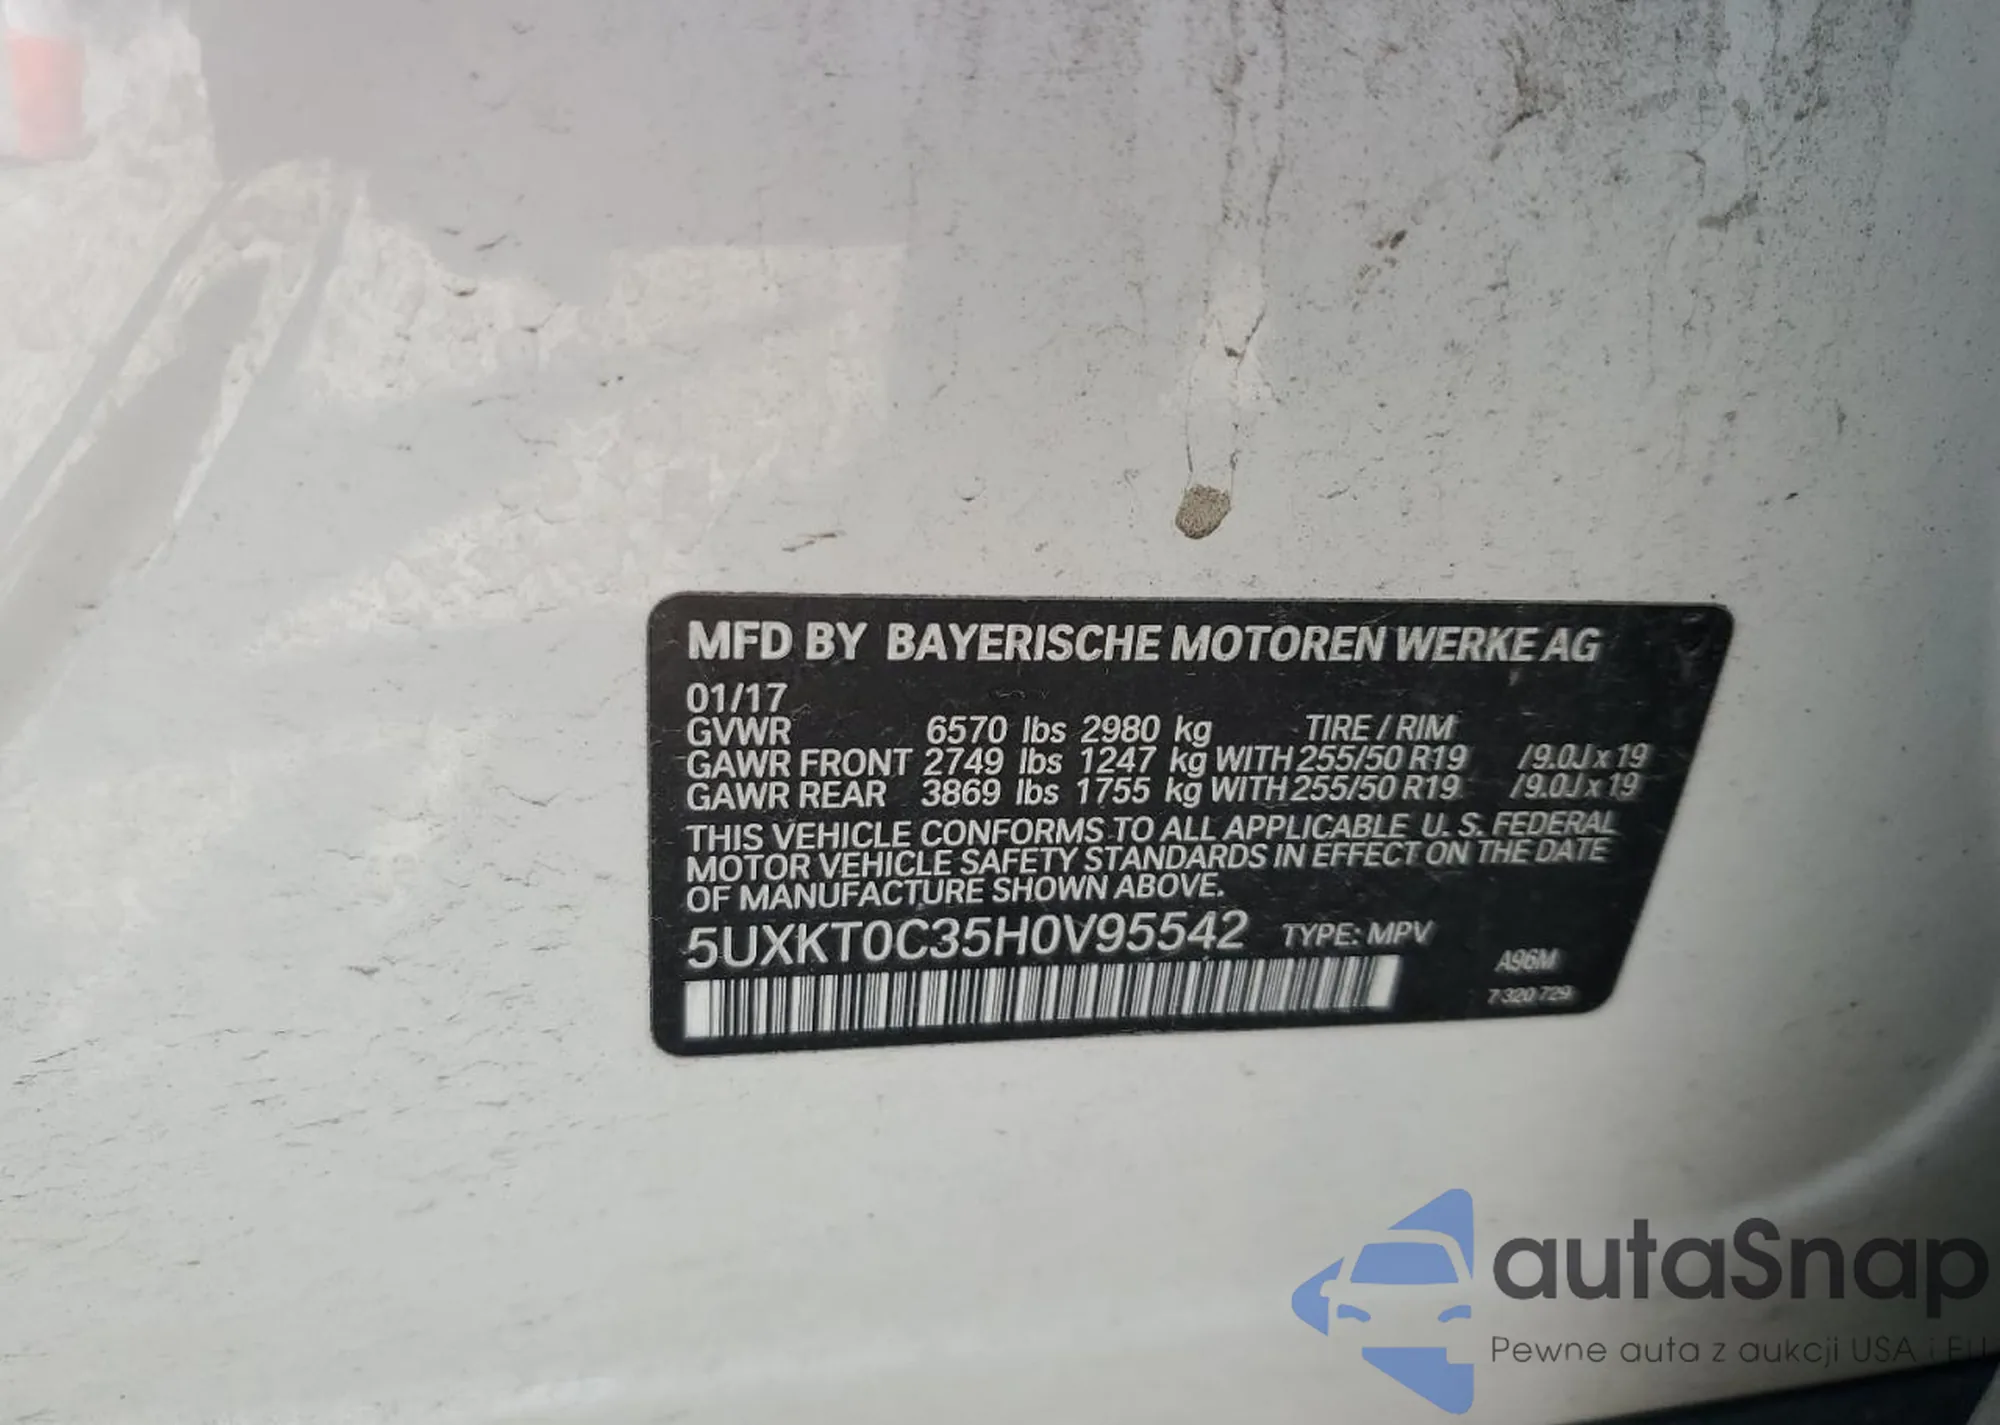 MFD BY BAYERISCHE MOTOREN WERKE AG
01/17
GVWR 6570 lbs 2980 kg TIRE / RIM
GAWR FRONT 2749 lbs 1247 kg WITH 255/50 R19 /9.0J x 19
GAWR REAR 3869 lbs 1755 kg WITH 255/50 R19 /9.0J x 19
THIS VEHICLE CONFORMS TO ALL APPLICABLE U. S. FEDERAL
MOTOR VEHICLE SAFETY STANDARDS IN EFFECT ON THE DATE
OF MANUFACTURE SHOWN ABOVE.
5UXKT0C35H0V95542 TYPE: MPV
A96M
7 320 729
autaSnap
Pewne auta z aukcji USA i EU